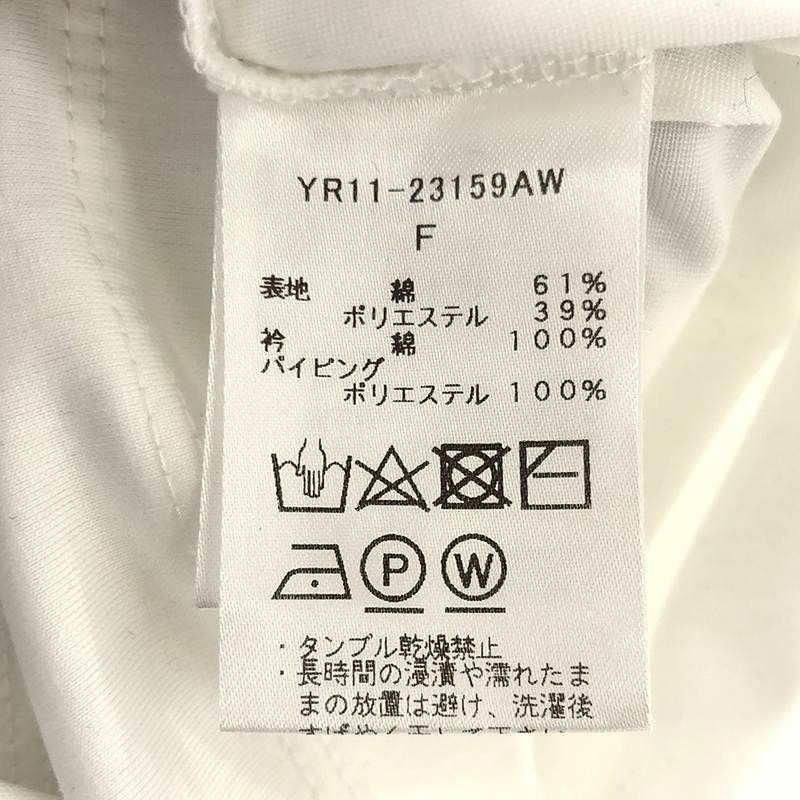 YR11-23159AW
F
表地 綿 61%
ポリエステル 39%
衿 綿 100%
パイピング
ポリエステル 100%
P W
・タンブル乾燥禁止
・長時間の浸漬や濡れたま
まの放置は避け、洗濯後